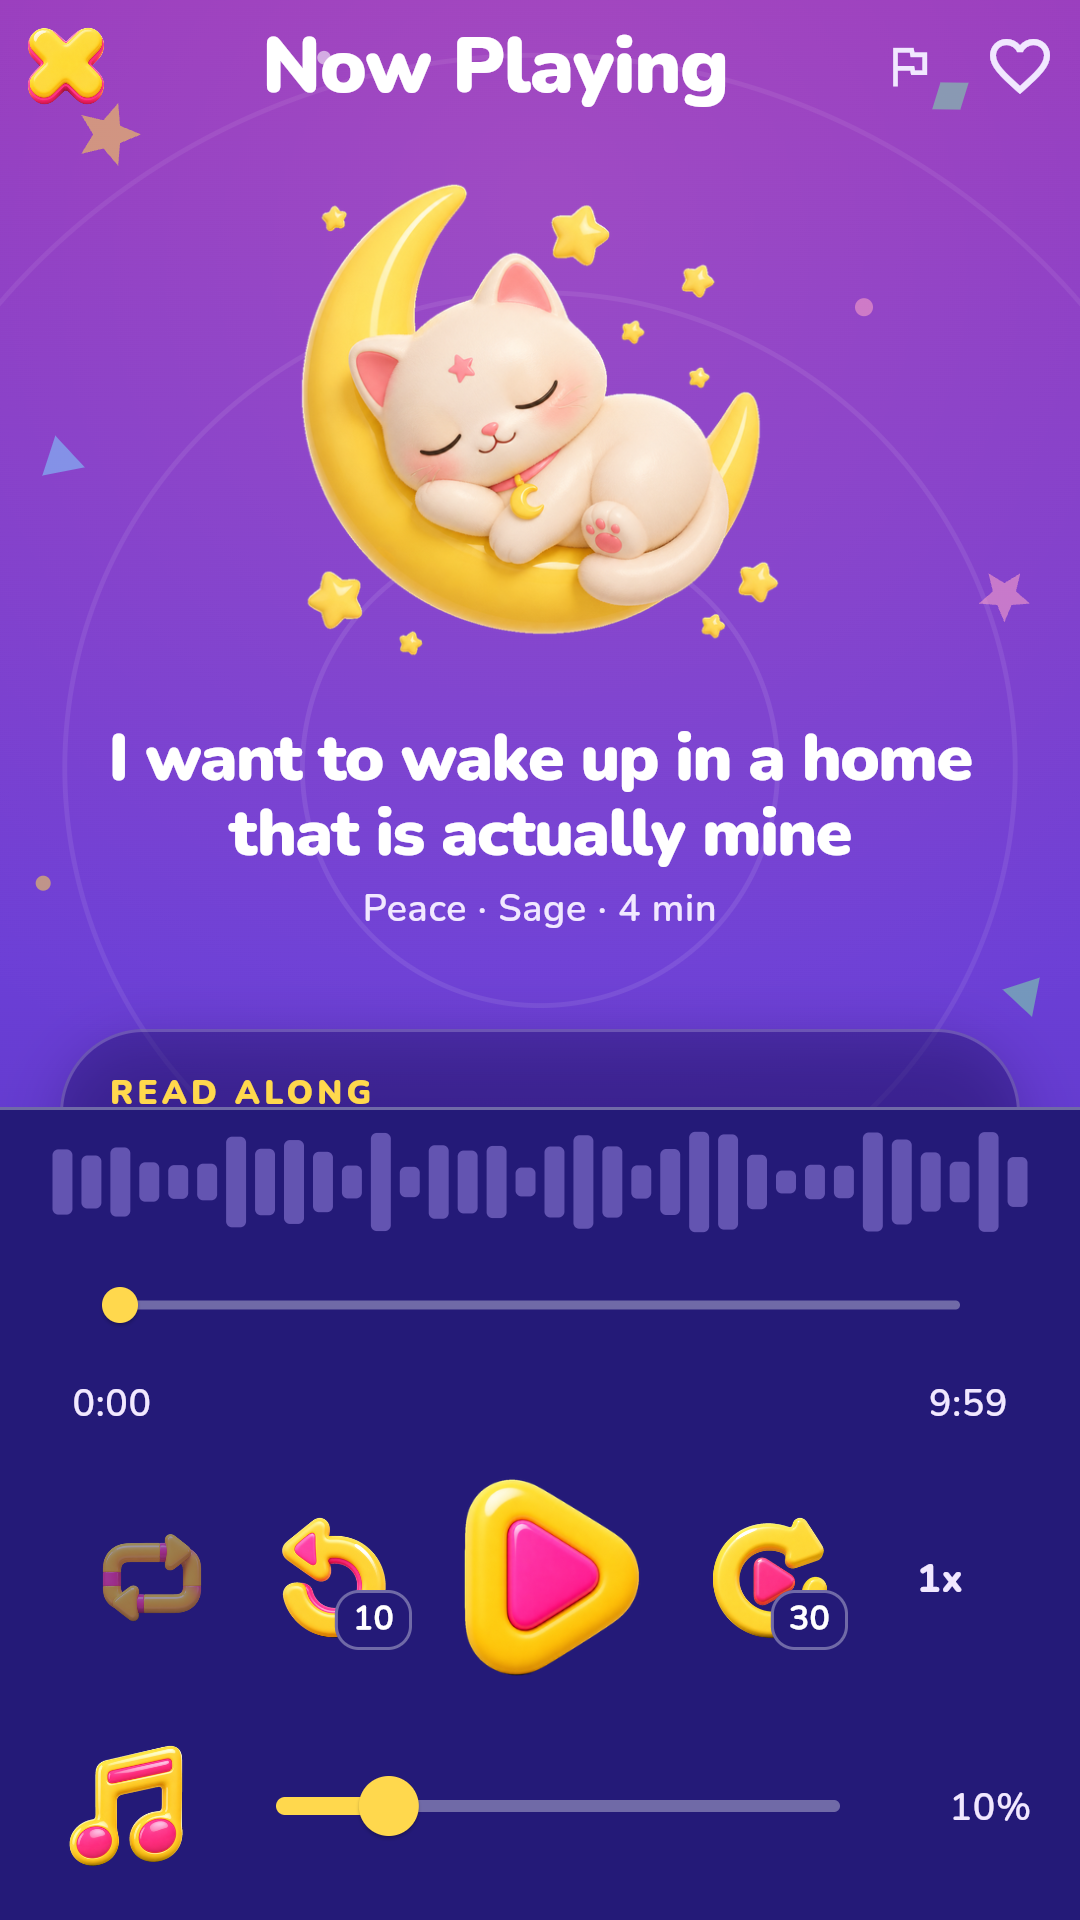 Now Playing
I want to wake up in a home
that is actually mine
Peace · Sage · 4 min
READ ALONG
0:00
9:59
10
30
1x
10%